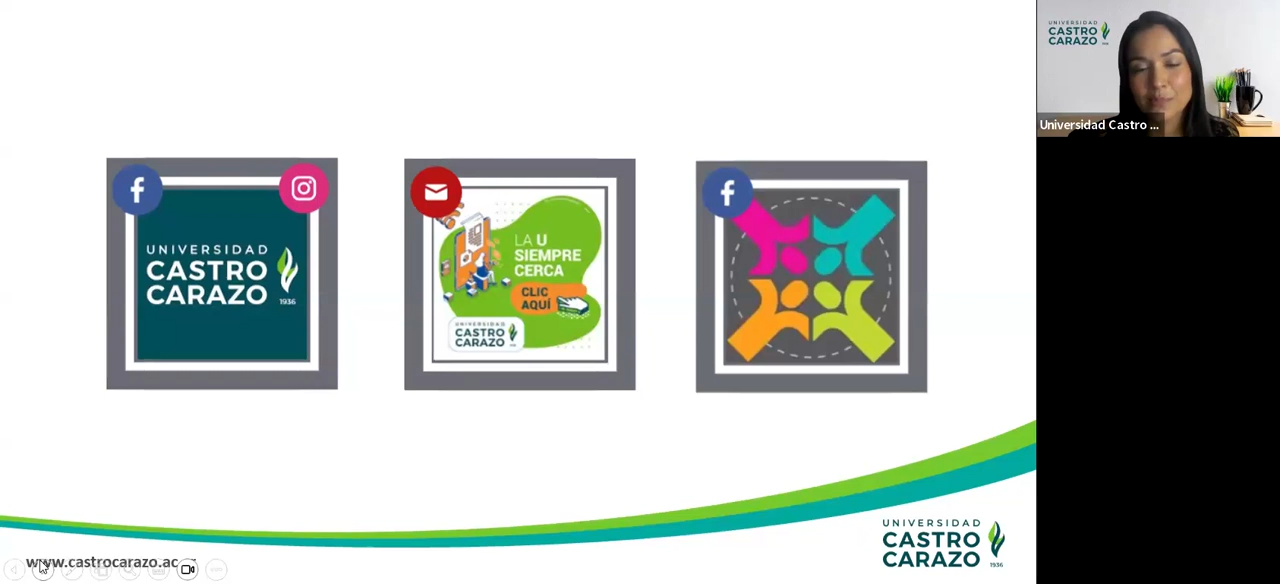 UNIVERSIDAD
CASTRO
CARAZO
1936
LA U
SIEMPRE
CERCA
CLIC
AQUÍ
UNIVERSIDAD
CASTRO
CARAZO
www.castrocarazo.ac
UNIVERSIDAD
CASTRO
CARAZO
1936
UNIVERSIDAD
CASTRO
CARAZO
Universidad Castro ...